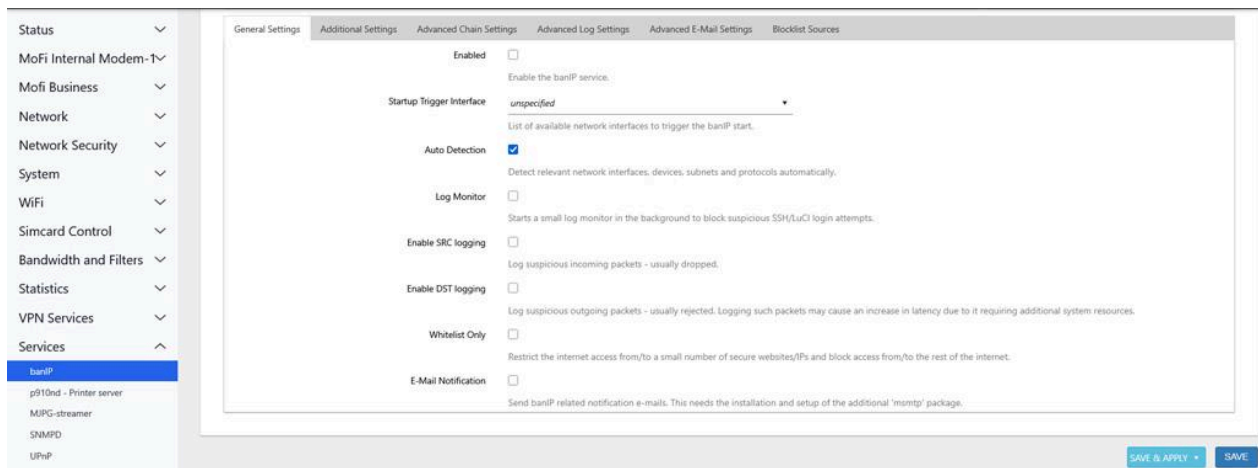 Status
MoFi Internal Modem-1
Mofi Business
Network
Network Security
System
WiFi
Simcard Control
Bandwidth and Filters
Statistics
VPN Services
Services
banIP
p910nd - Printer server
MJPG-streamer
SNMPD
UPnP
General Settings Additional Settings Advanced Chain Settings Advanced Log Settings Advanced E-Mail Settings Blocklist Sources
Enabled
Enable the banIP service.
Startup Trigger Interface unspecified
List of available network interfaces to trigger the banIP start.
Auto Detection
Detect relevant network interfaces, devices, subnets and protocols automatically.
Log Monitor
Starts a small log monitor in the background to block suspicious SSH/LuCI login attempts.
Enable SRC logging
Log suspicious incoming packets - usually dropped.
Enable DST logging
Log suspicious outgoing packets - usually rejected. Logging such packets may cause an increase in latency due to it requiring additional system resources.
Whitelist Only
Restrict the internet access from/to a small number of secure websites/IPs and block access from/to the rest of the internet.
E-Mail Notification
Send banIP related notification e-mails. This needs the installation and setup of the additional 'msmtp' package.
SAVE & APPLY SAVE